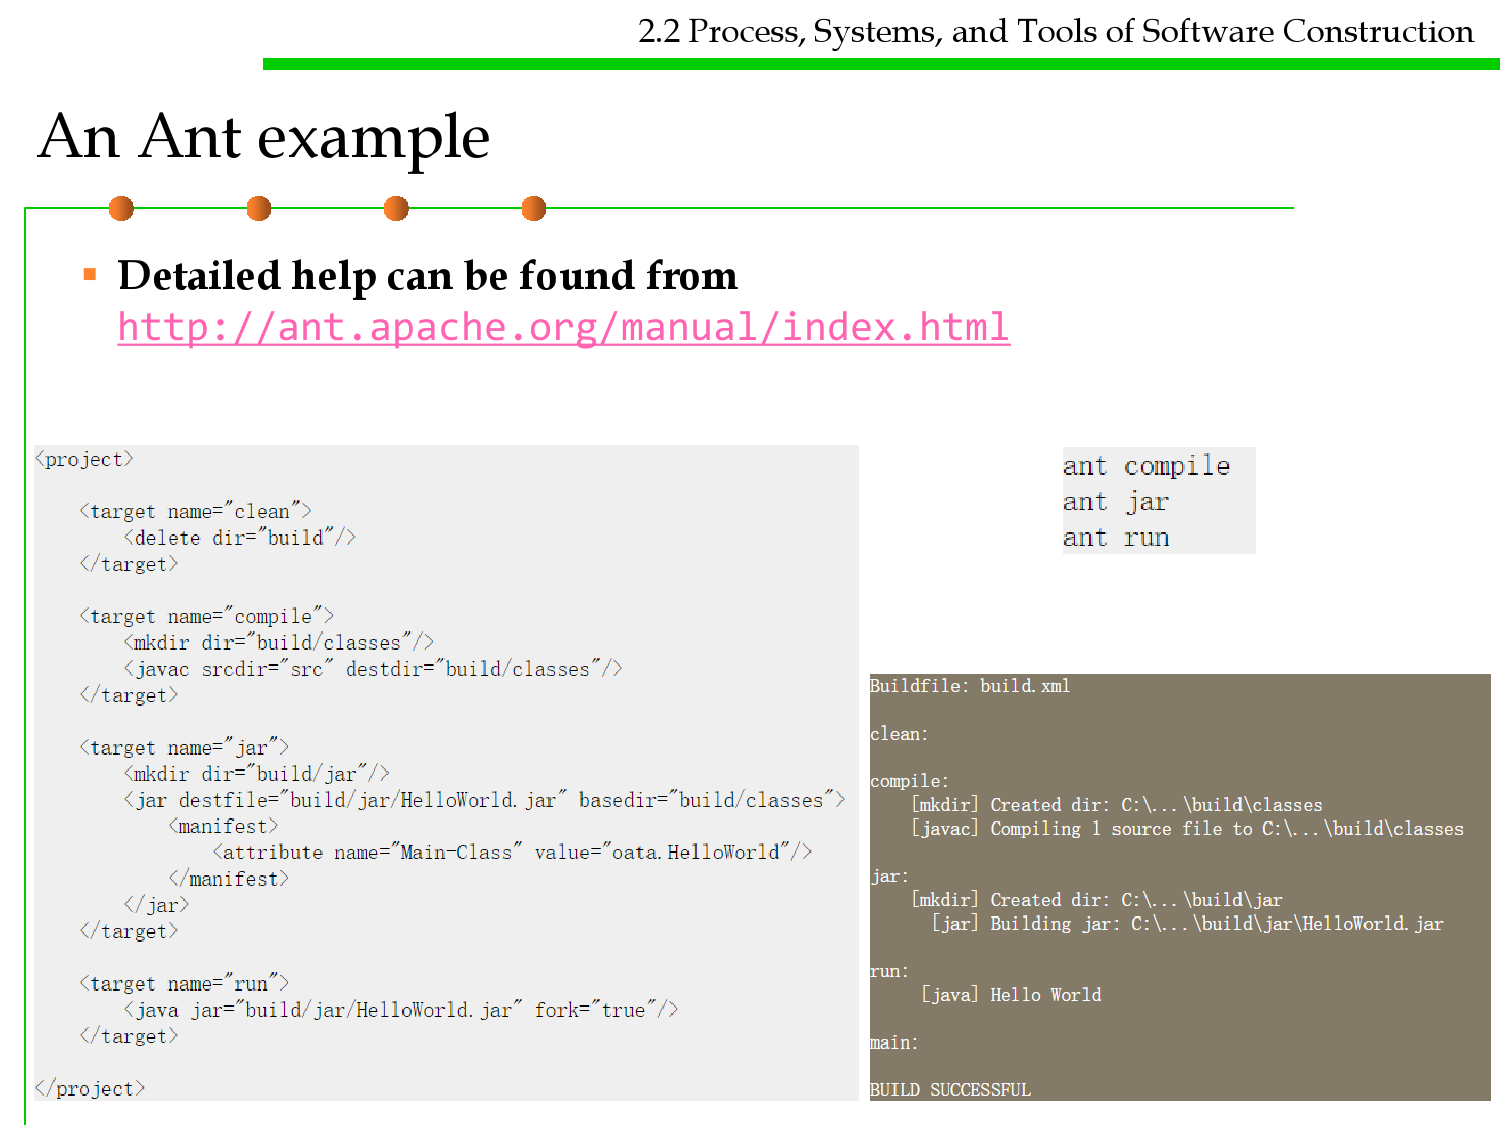 2.2 Process, Systems, and Tools of Software Construction
An Ant example
Detailed help can be found from
http://ant.apache.org/manual/index.html
<project>
<target name="clean">
<delete dir="build"/>
</target>
<target name="compile">
<mkdir dir="build/classes"/>
<javac srcdir="src" destdir="build/classes"/>
</target>
<target name="jar">
<mkdir dir="build/jar"/>
<jar destfile="build/jar/HelloWorld.jar" basedir="build/classes">
<manifest>
<attribute name="Main-Class" value="oata.HelloWorld"/>
</manifest>
</jar>
</target>
<target name="run">
<java jar="build/jar/HelloWorld.jar" fork="true"/>
</target>
</project>
ant compile
ant jar
ant run
Buildfile: build.xml
clean:
compile:
[mkdir] Created dir: C:\...\build\classes
[javac] Compiling 1 source file to C:\...\build\classes
jar:
[mkdir] Created dir: C:\...\build\jar
[jar] Building jar: C:\...\build\jar\HelloWorld.jar
run:
[java] Hello World
main:
BUILD SUCCESSFUL